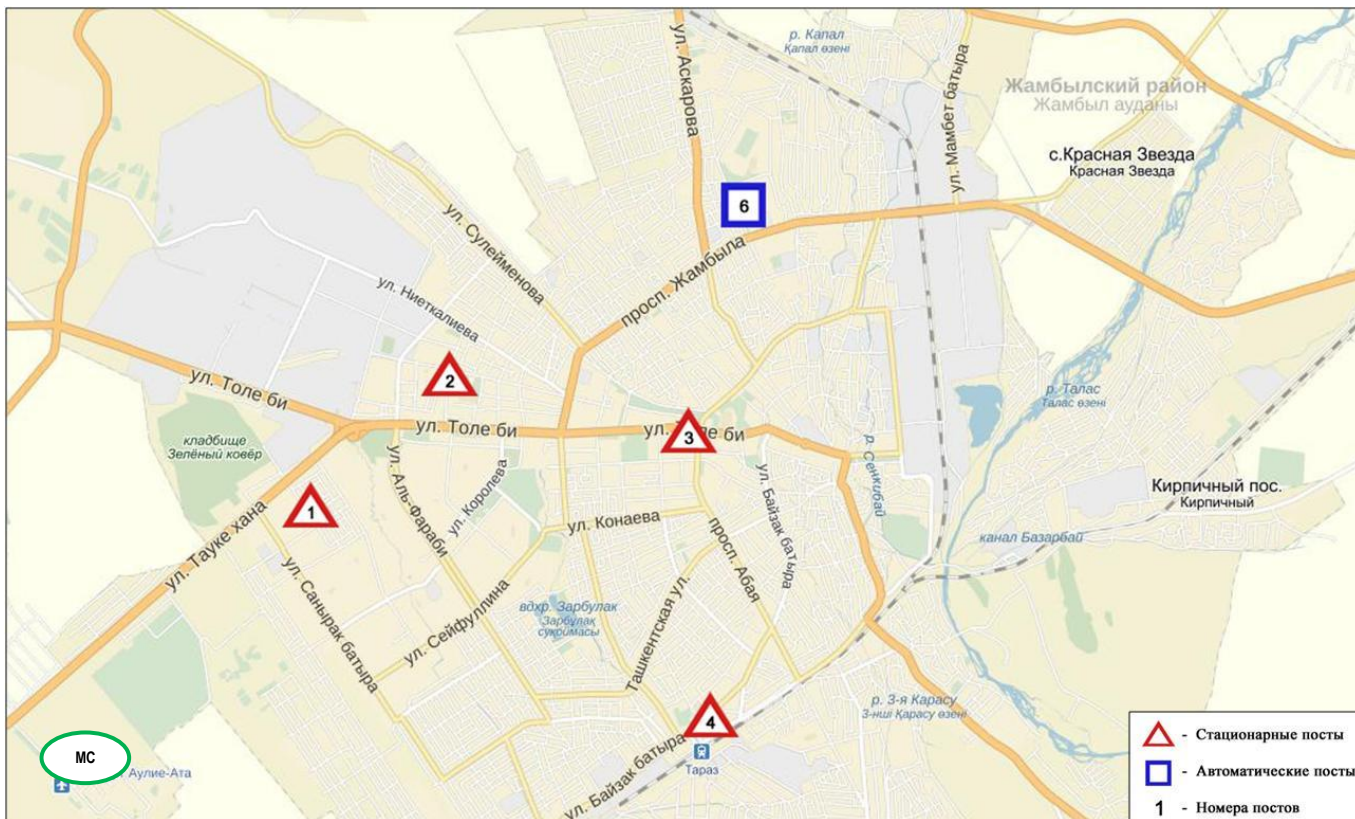 р. Капал
Қапал өзені
ул. Аскарова
ул. Мамбет батыра
Жамбылский район
Жамбыл ауданы
с.Красная Звезда
Красная Звезда
6
ул. Сулейменова
просп. Жамбыла
ул. Ниеткалиева
2
ул. Толе би
р. Талас
Талас өзені
ул. Толе би
ул. Толе би
3
кладбище
Зелёный ковёр
р. Сенкибай
ул. Байзак батыра
Кирпичный пос.
Кирпичный
ул. Королева
ул. Аль-Фараби
1
ул. Конаева
просп. Абая
канал Базарбай
ул. Тауке хана
ул. Санырак батыра
ул. Сейфуллина
вдхр. Зарбулак
Зарбұлақ
суқоймасы
Ташкентская ул.
р. 3-я Карасу
3-нші Қарасу өзені
4
Тараз
ул. Байзак батыра
МС
Аулие-Ата
- Стационарные посты
- Автоматические посты
1 - Номера постов